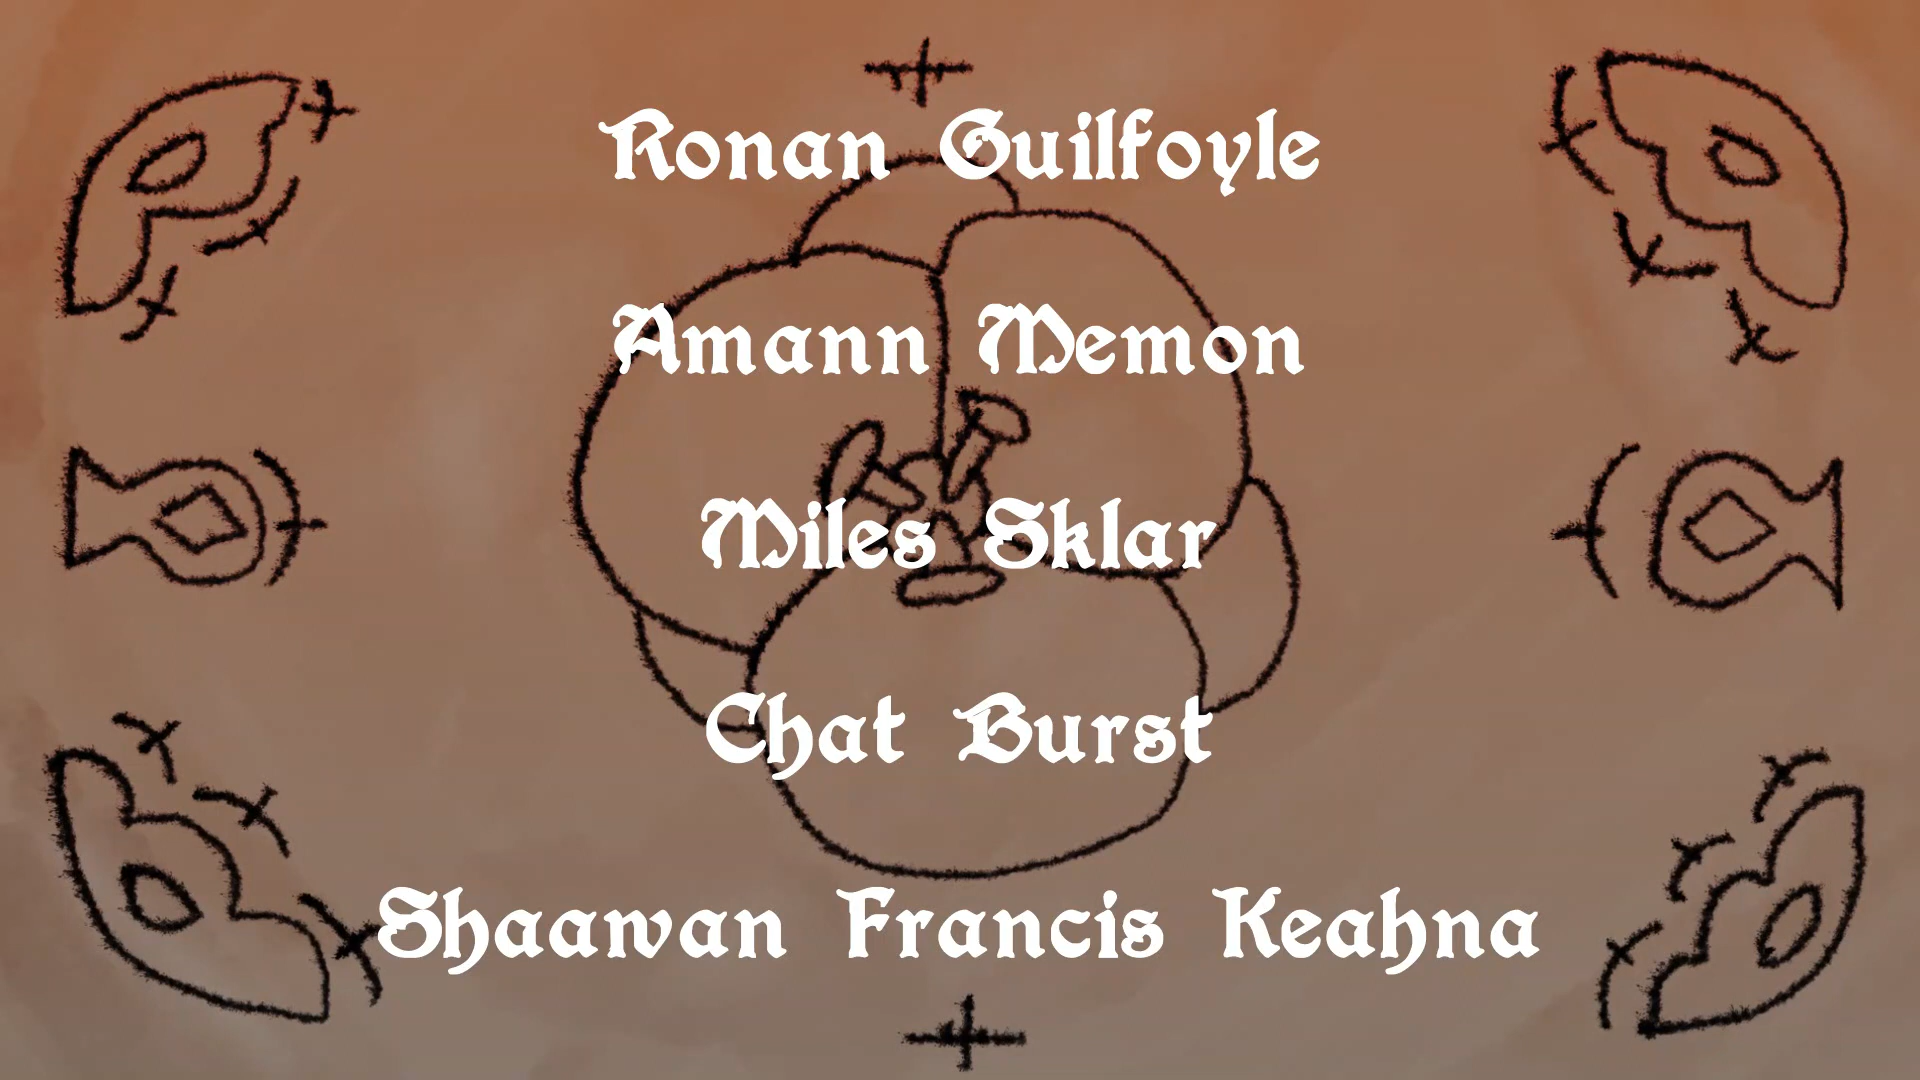 Ronan Guilfoyle
Amann Memon
Miles Sklar
Chat Burst
Shaawan Francis Keahna